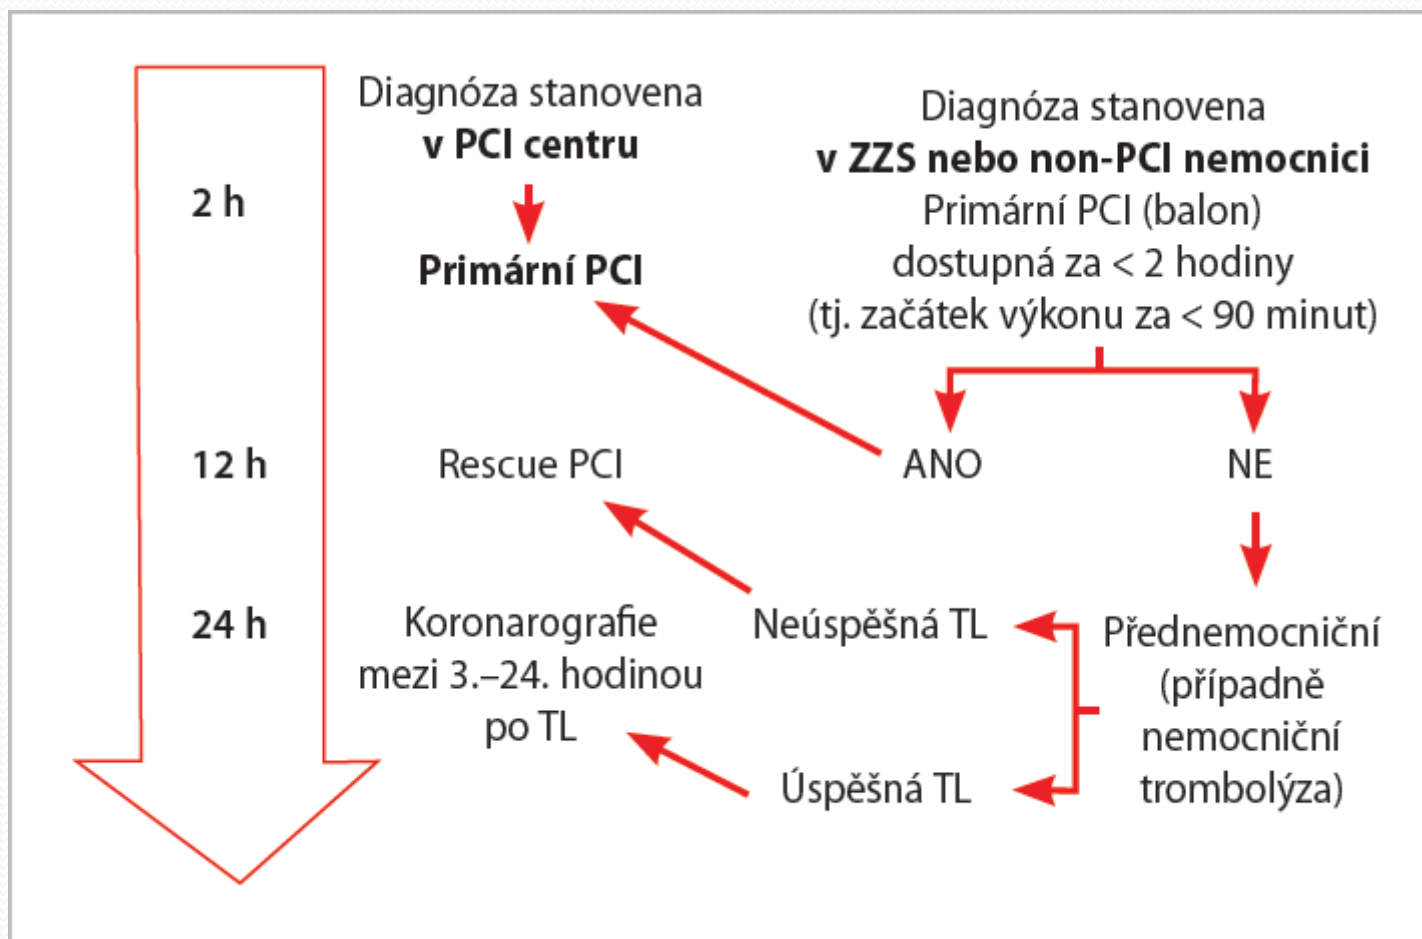 2 h
12 h
24 h
Diagnóza stanovena
v PCI centru
Primární PCI
Diagnóza stanovena
v ZZS nebo non-PCI nemocnici
Primární PCI (balon)
dostupná za < 2 hodiny
(tj. začátek výkonu za < 90 minut)
ANO
NE
Rescue PCI
Přednemocniční
(případně
nemocniční
trombolýza)
Neúspěšná TL
Úspěšná TL
Koronarografie
mezi 3.–24. hodinou
po TL